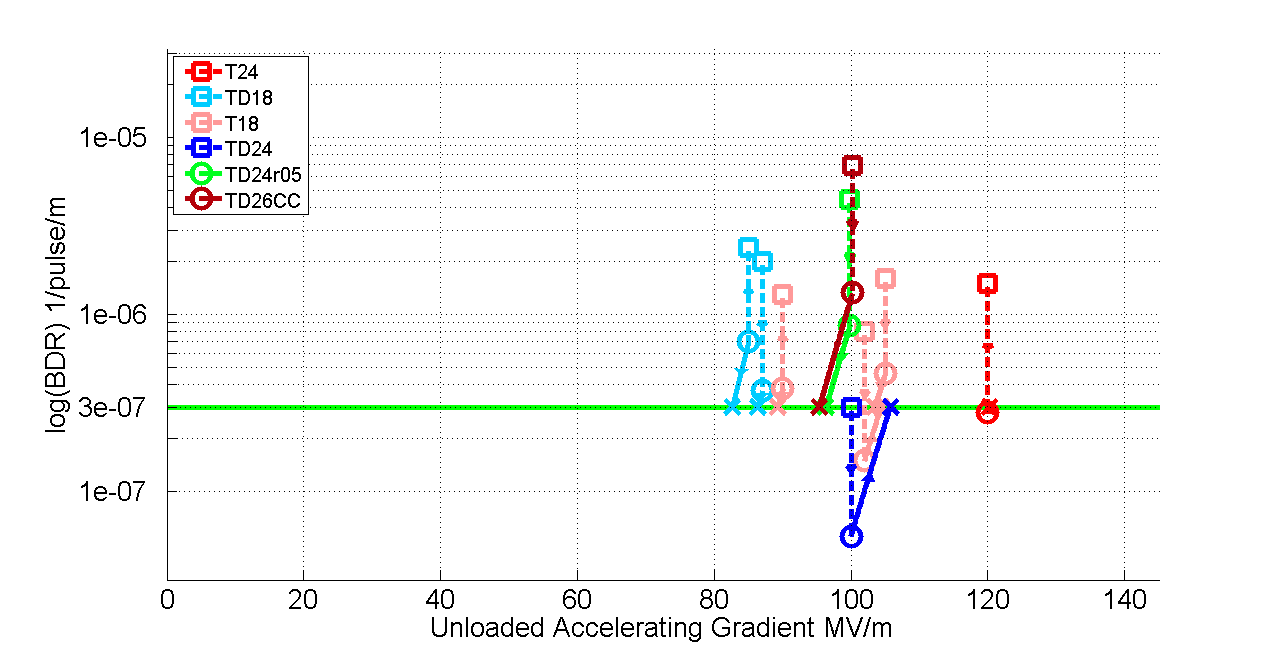 T24
TD18
T18
TD24
TD24r05
TD26CC
1e-05
1e-06
3e-07
1e-07
log(BDR) 1/pulse/m
0 20 40 60 80 100 120 140
Unloaded Accelerating Gradient MV/m